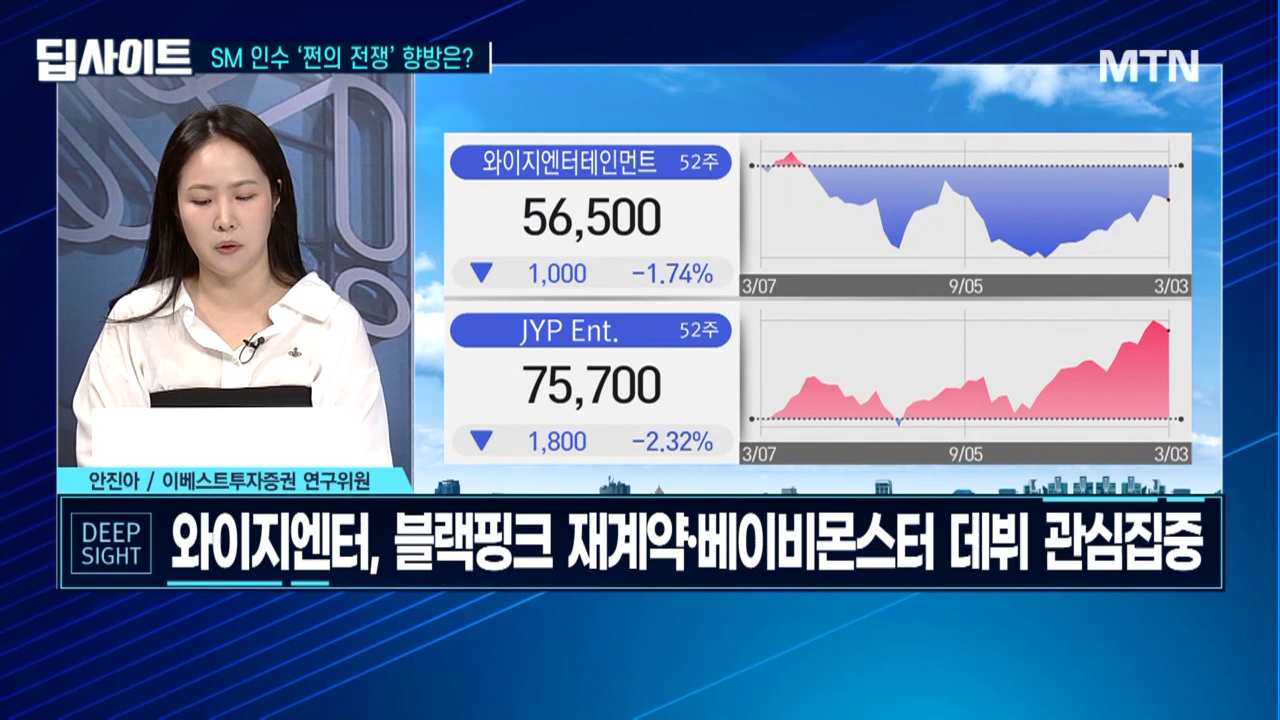 딥사이트 SM 인수 ‘쩐의 전쟁’ 향방은?
MTN
와이지엔터테인먼트 52주
56,500
▼ 1,000 -1.74%
3/07 9/05 3/03
JYP Ent. 52주
75,700
▼ 1,800 -2.32%
3/07 9/05 3/03
안진아 / 이베스트투자증권 연구위원
DEEP
SIGHT
와이지엔터, 블랙핑크 재계약·베이비몬스터 데뷔 관심집중